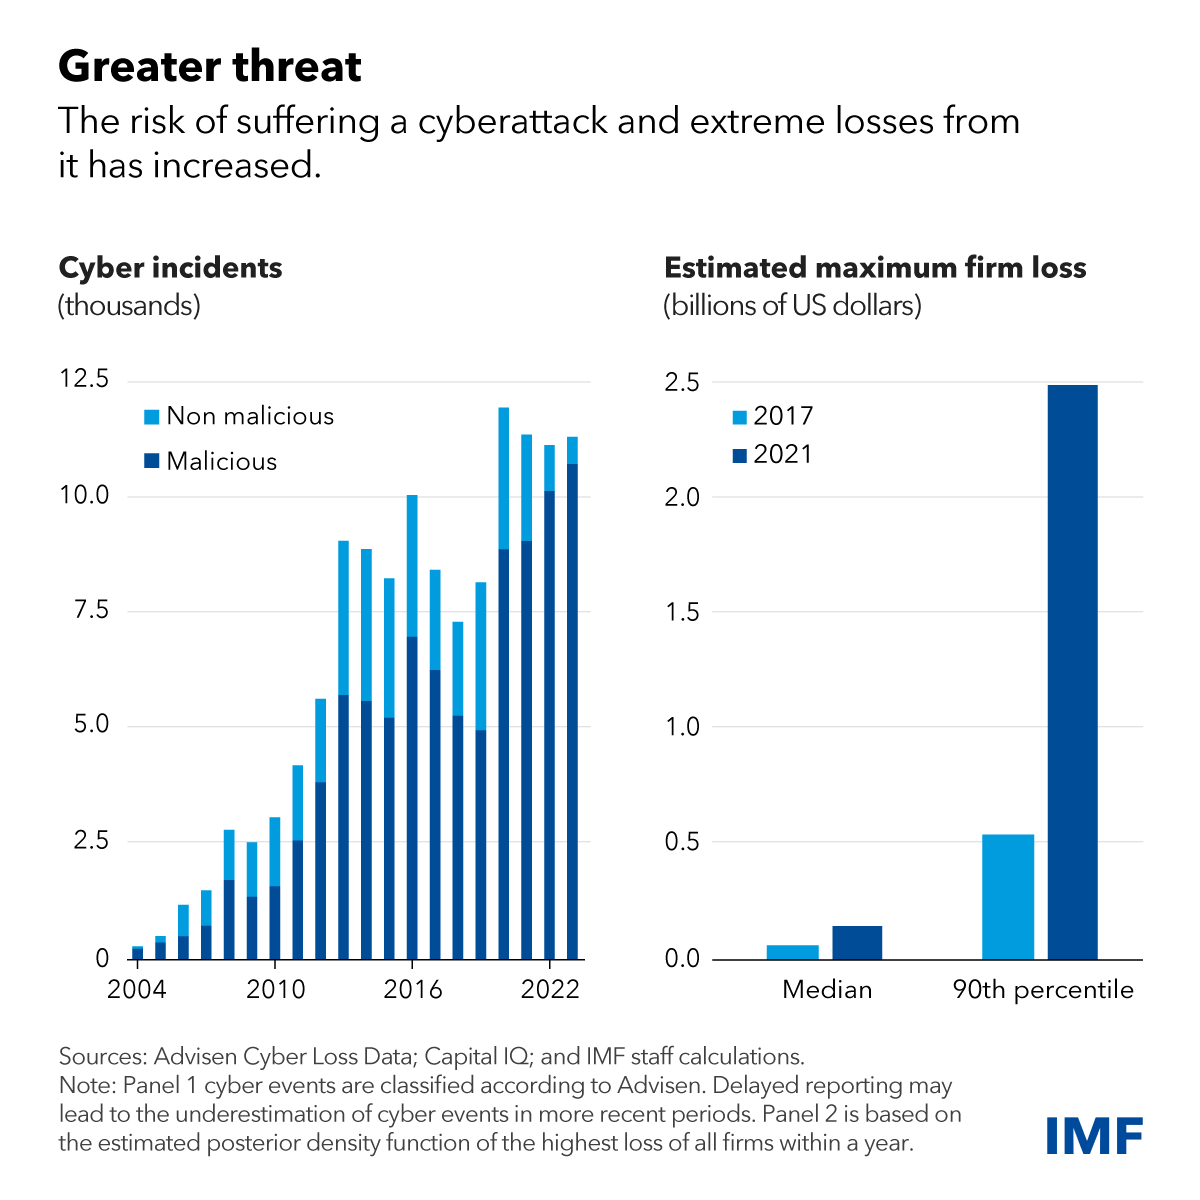 Greater threat
The risk of suffering a cyberattack and extreme losses from
it has increased.
Cyber incidents
(thousands)
12.5
10.0
7.5
5.0
2.5
0
Non malicious
Malicious
2004
2010
2016
2022
Estimated maximum firm loss
(billions of US dollars)
2.5
2.0
1.5
1.0
0.5
0.0
2017
2021
Median
90th percentile
Sources: Advisen Cyber Loss Data; Capital IQ; and IMF staff calculations.
Note: Panel 1 cyber events are classified according to Advisen. Delayed reporting may
lead to the underestimation of cyber events in more recent periods. Panel 2 is based on
the estimated posterior density function of the highest loss of all firms within a year.
IMF